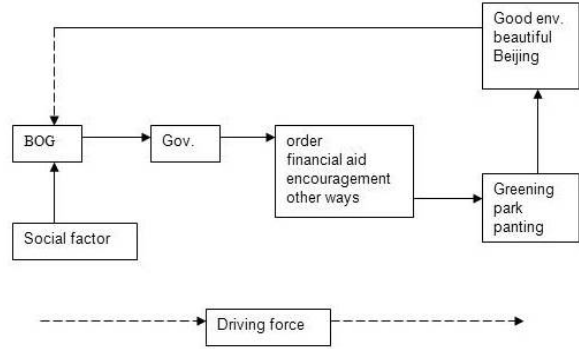 Good env.
beautiful
Beijing
BOG
Gov.
order
financial aid
encouragement
other ways
Greening
park
panting
Social factor
Driving force